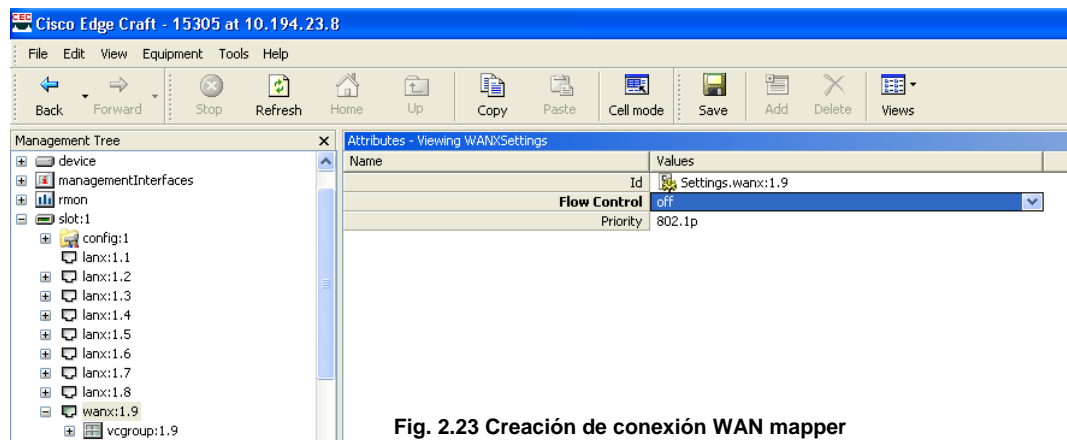 CEC Cisco Edge Craft - 15305 at 10.194.23.8
File Edit View Equipment Tools Help
Back Forward Stop Refresh Home Up Copy Paste Cell mode Save Add Delete Views
Management Tree x
Attributes - Viewing WANXSettings
device
managementInterfaces
rmon
slot:1
config:1
lanx:1.1
lanx:1.2
lanx:1.3
lanx:1.4
lanx:1.5
lanx:1.6
lanx:1.7
lanx:1.8
wanx:1.9
vcgroup:1.9
Name Values
Id Settings.wanx:1.9
Flow Control off
Priority 802.1p
Fig. 2.23 Creación de conexión WAN mapper